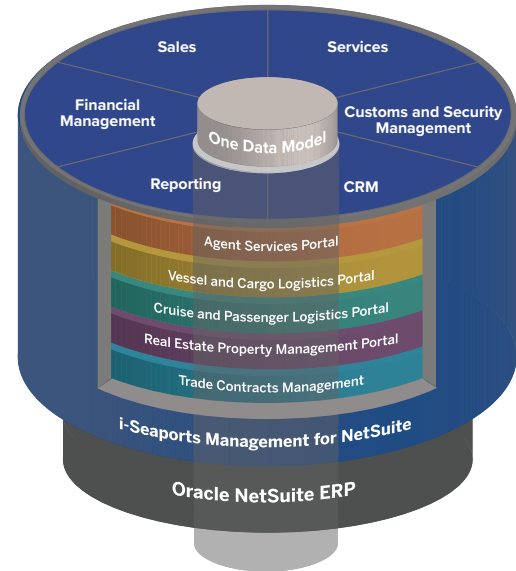 Sales
Services
Financial
Management
Customs and Security
Management
One Data Model
Reporting
CRM
Agent Services Portal
Vessel and Cargo Logistics Portal
Cruise and Passenger Logistics Portal
Real Estate Property Management Portal
Trade Contracts Management
i-Seaports Management for NetSuite
Oracle NetSuite ERP